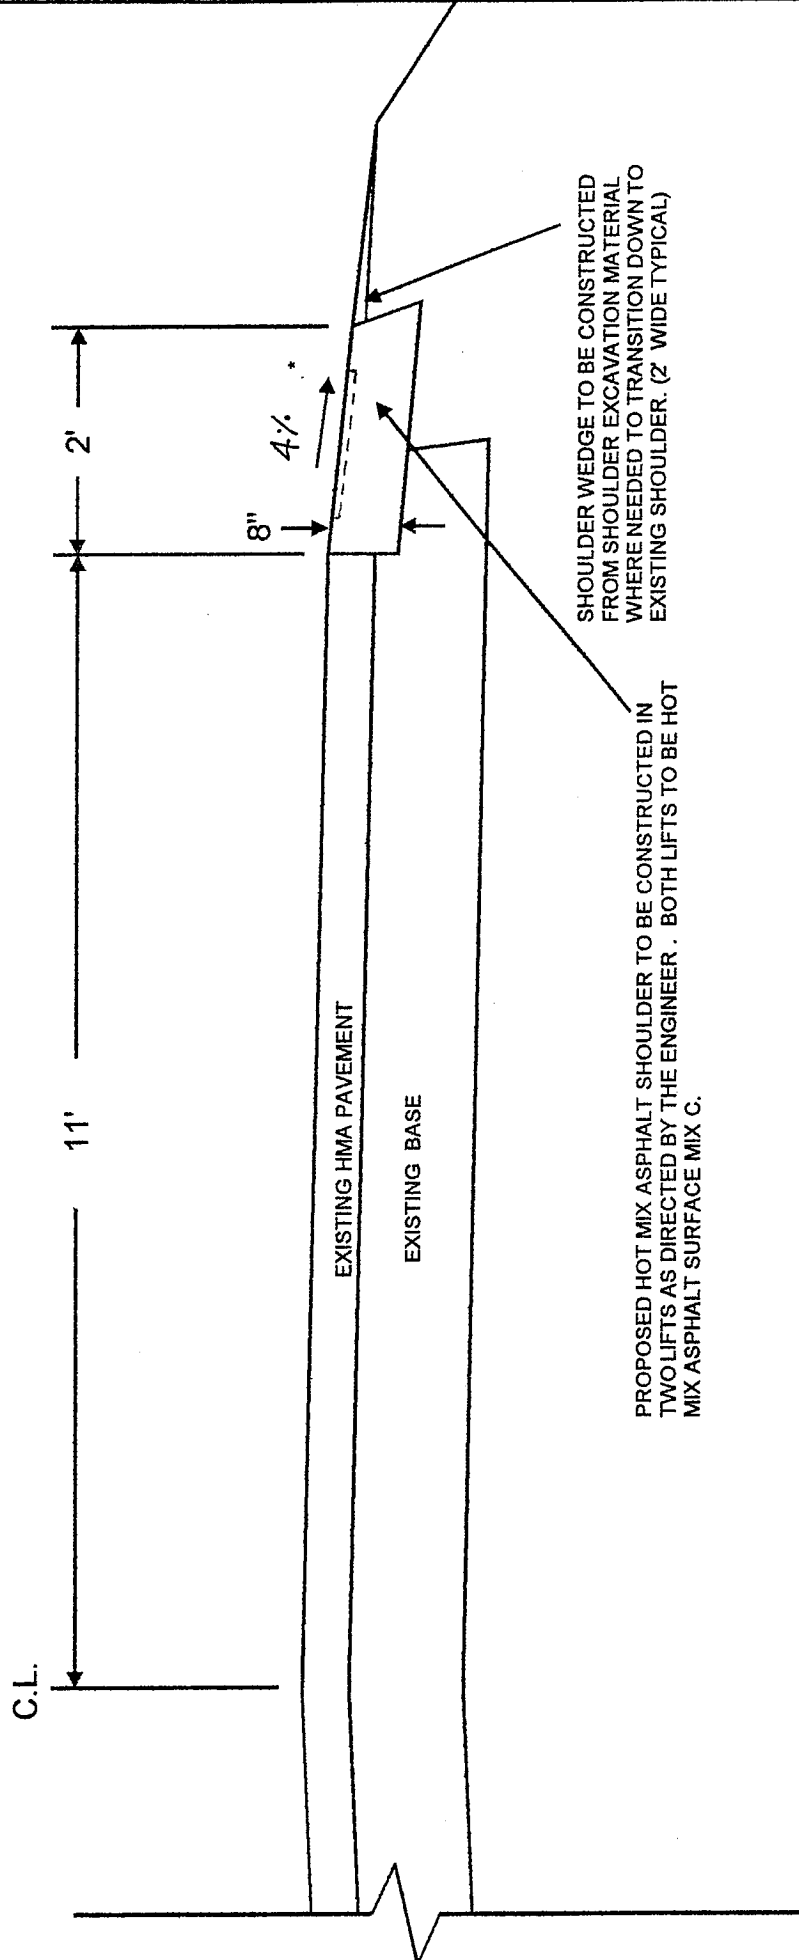 C.L.
11'
2'
8"
4% *
EXISTING HMA PAVEMENT
EXISTING BASE
PROPOSED HOT MIX ASPHALT SHOULDER TO BE CONSTRUCTED IN
TWO LIFTS AS DIRECTED BY THE ENGINEER. BOTH LIFTS TO BE HOT
MIX ASPHALT SURFACE MIX C.
SHOULDER WEDGE TO BE CONSTRUCTED
FROM SHOULDER EXCAVATION MATERIAL
WHERE NEEDED TO TRANSITION DOWN TO
EXISTING SHOULDER. (2' WIDE TYPICAL)